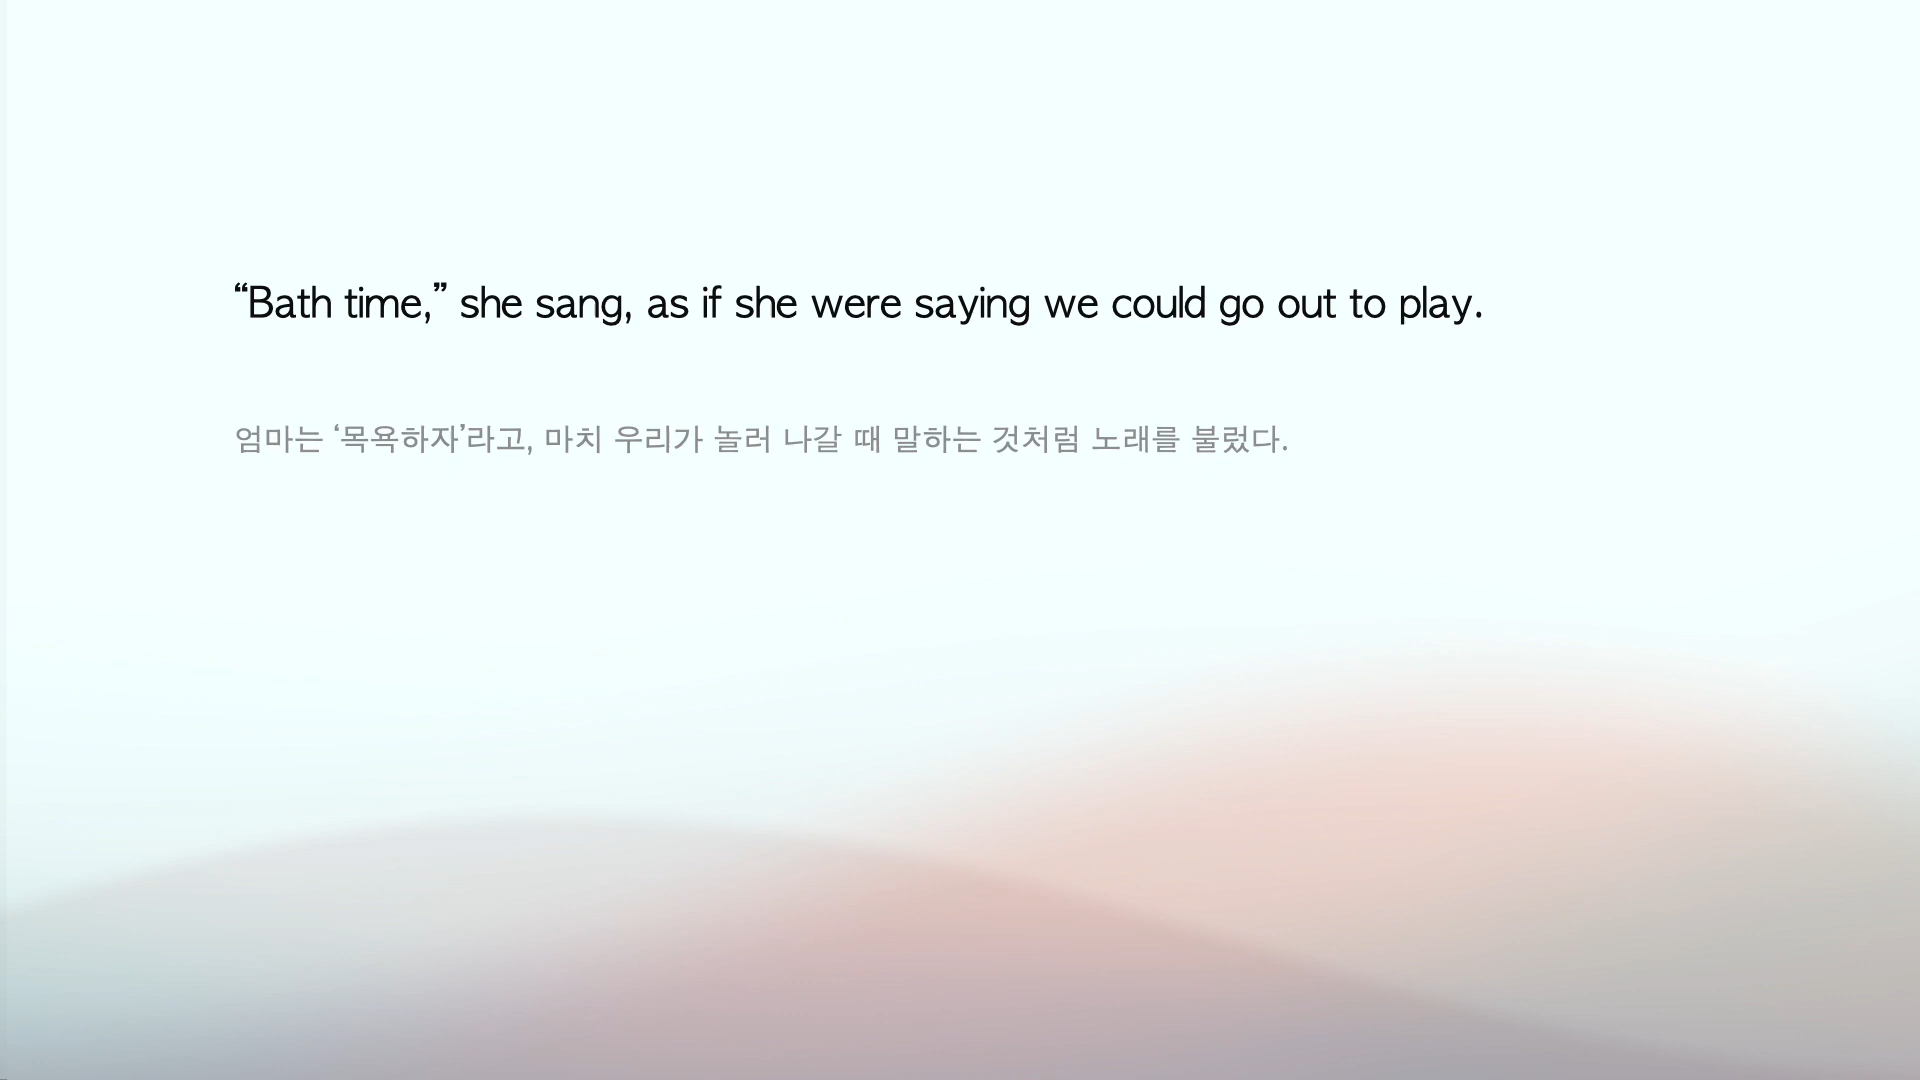 “Bath time,” she sang, as if she were saying we could go out to play.
엄마는 ‘목욕하자’라고, 마치 우리가 놀러 나갈 때 말하는 것처럼 노래를 불렀다.